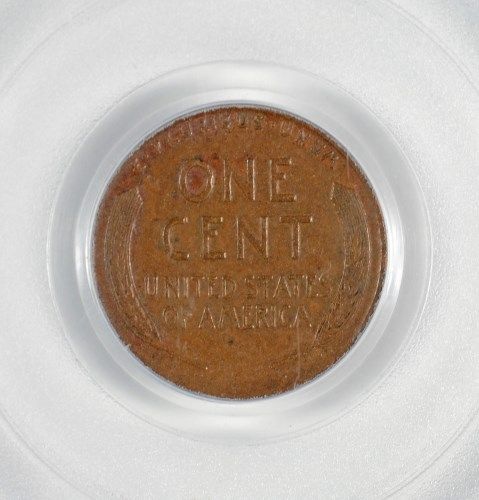 ONE
CENT
UNITED STATES
OF AMERICA